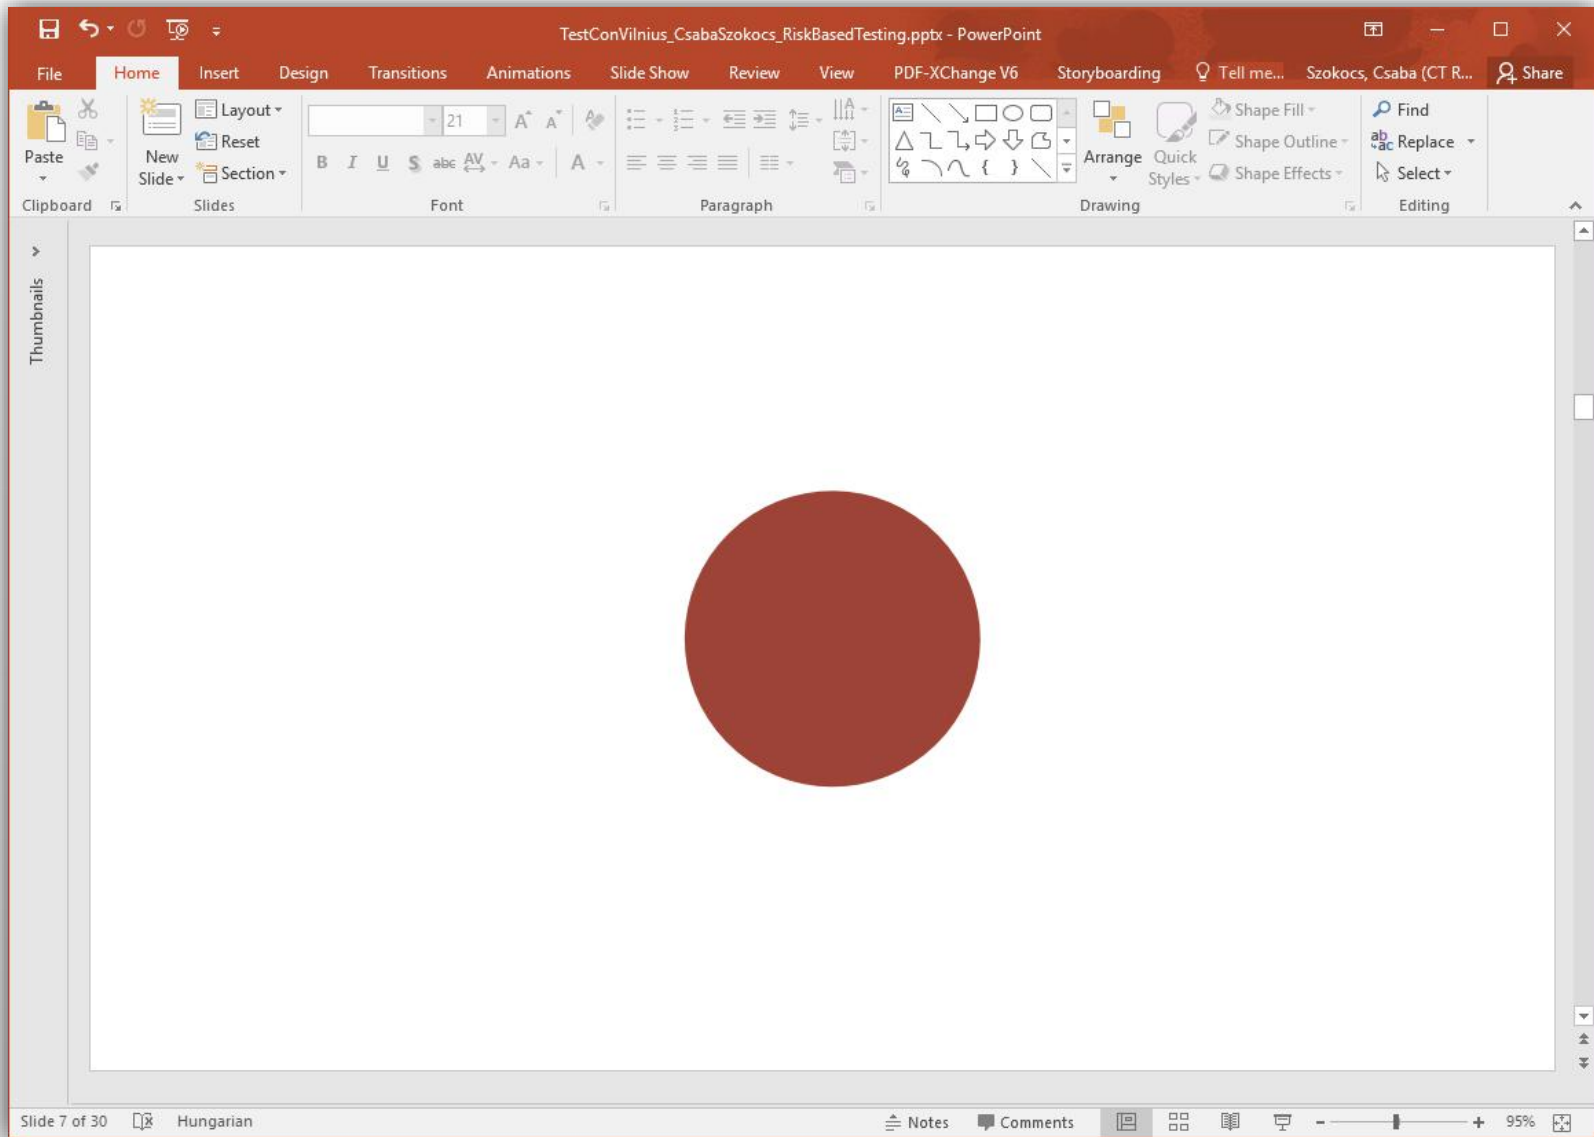 TestConVilnius_CsabaSzokocs_RiskBasedTesting.pptx - PowerPoint
File Home Insert Design Transitions Animations Slide Show Review View PDF-XChange V6 Storyboarding Tell me... Szokocs, Csaba (CT R... Share
Paste
New
Slide
Layout
Reset
Section
21
A A
B I U S abc AV Aa A
Arrange
Quick
Styles
Shape Fill
Shape Outline
Shape Effects
Find
Replace
Select
Clipboard Slides Font Paragraph Drawing Editing
Thumbnails
Slide 7 of 30 Hungarian Notes Comments 95%